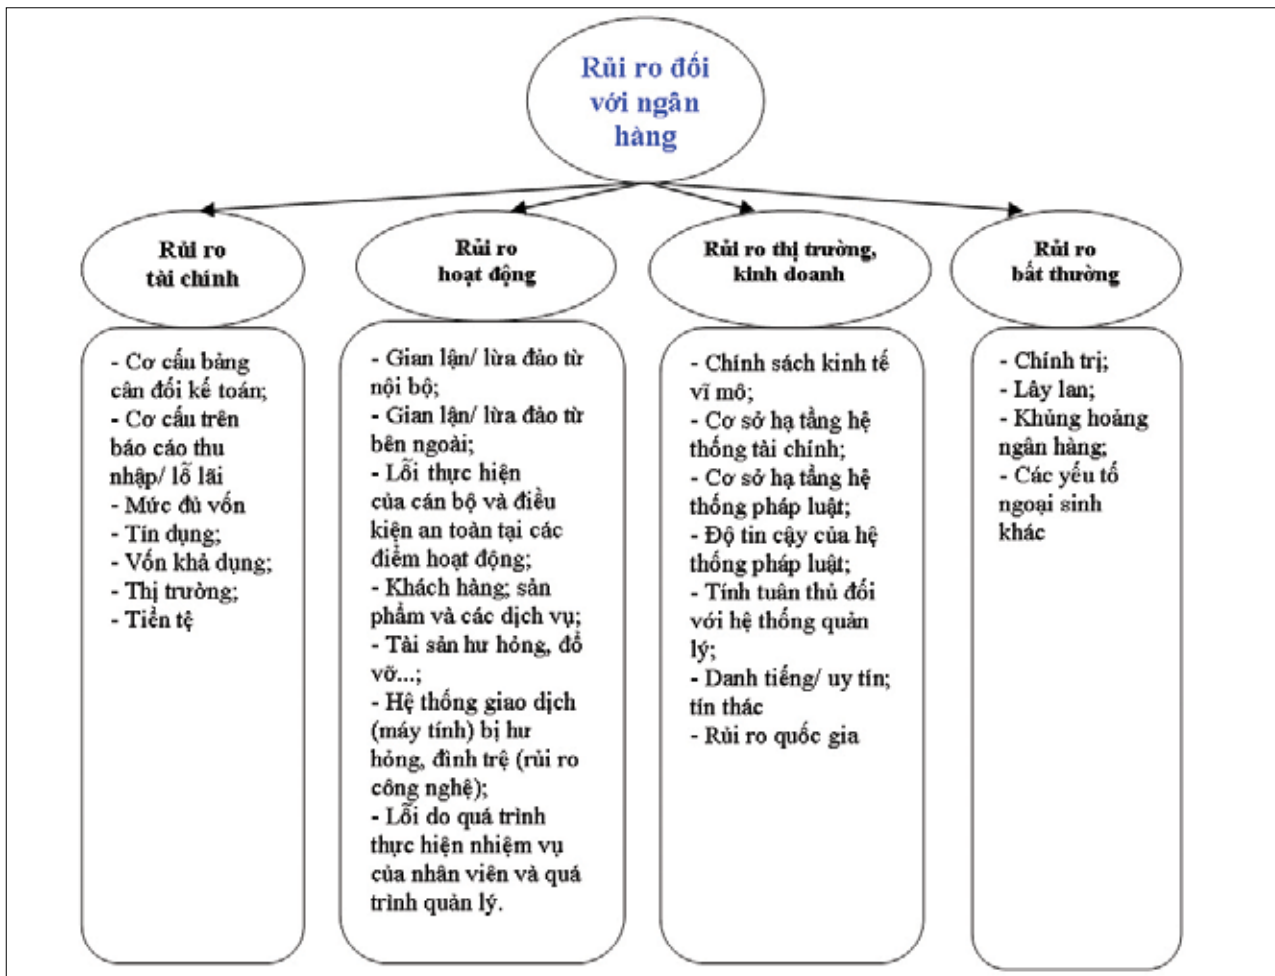 Rủi ro đối
với ngân
hàng
Rủi ro
tài chính
- Cơ cấu bảng
cân đối kế toán;
- Cơ cấu trên
báo cáo thu
nhập/ lỗ lãi
- Mức đủ vốn
- Tín dụng;
- Vốn khả dụng;
- Thị trường;
- Tiền tệ
Rủi ro
hoạt động
- Gian lận/ lừa đảo từ
nội bộ;
- Gian lận/ lừa đảo từ
bên ngoài;
- Lỗi thực hiện
của cán bộ và điều
kiện an toàn tại các
điểm hoạt động;
- Khách hàng; sản
phẩm và các dịch vụ;
- Tài sản hư hỏng, đổ
vỡ...;
- Hệ thống giao dịch
(máy tính) bị hư
hỏng, đình trệ (rủi ro
công nghệ);
- Lỗi do quá trình
thực hiện nhiệm vụ
của nhân viên và quá
trình quản lý.
Rủi ro thị trường,
kinh doanh
- Chính sách kinh tế
vĩ mô;
- Cơ sở hạ tầng hệ
thống tài chính;
- Cơ sở hạ tầng hệ
thống pháp luật;
- Độ tin cậy của hệ
thống pháp luật;
- Tính tuân thủ đối
với hệ thống quản
lý;
- Danh tiếng/ uy tín;
tín thác
- Rủi ro quốc gia
Rủi ro
bất thường
- Chính trị;
- Lây lan;
- Khủng hoảng
ngân hàng;
- Các yếu tố
ngoại sinh
khác